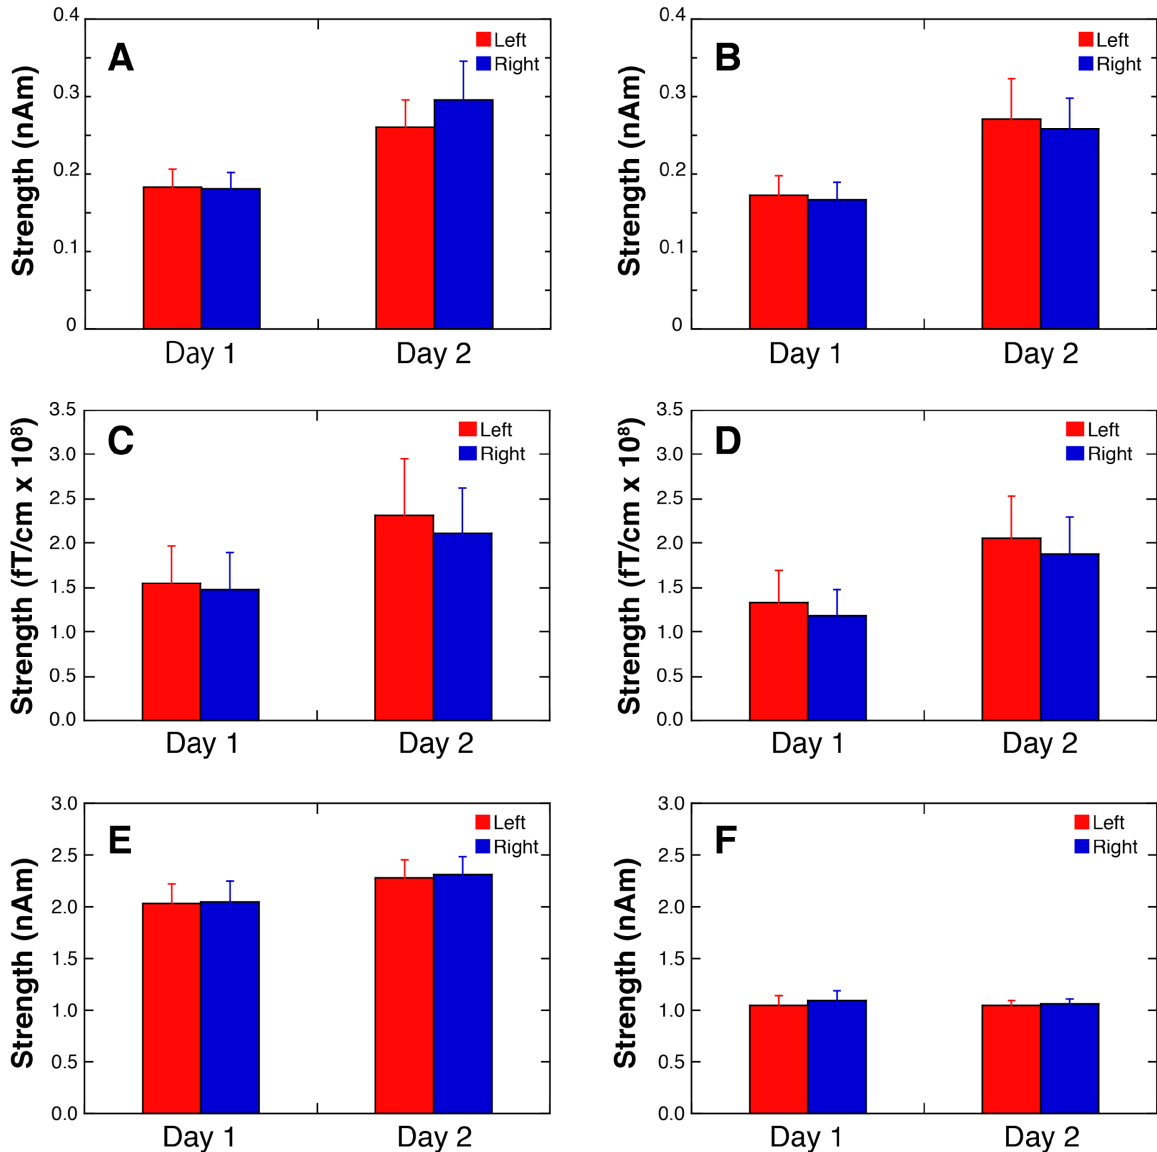 A
Left
Right
Strength (nAm)
0.4
0.3
0.2
0.1
0
Day 1
Day 2
B
Left
Right
Strength (nAm)
0.4
0.3
0.2
0.1
0
Day 1
Day 2
C
Left
Right
Strength (fT/cm x 10⁸)
3.5
3.0
2.5
2.0
1.5
1.0
0.5
0.0
Day 1
Day 2
D
Left
Right
Strength (fT/cm x 10⁸)
3.5
3.0
2.5
2.0
1.5
1.0
0.5
0.0
Day 1
Day 2
E
Left
Right
Strength (nAm)
3.0
2.5
2.0
1.5
1.0
0.5
0.0
Day 1
Day 2
F
Left
Right
Strength (nAm)
3.0
2.5
2.0
1.5
1.0
0.5
0.0
Day 1
Day 2